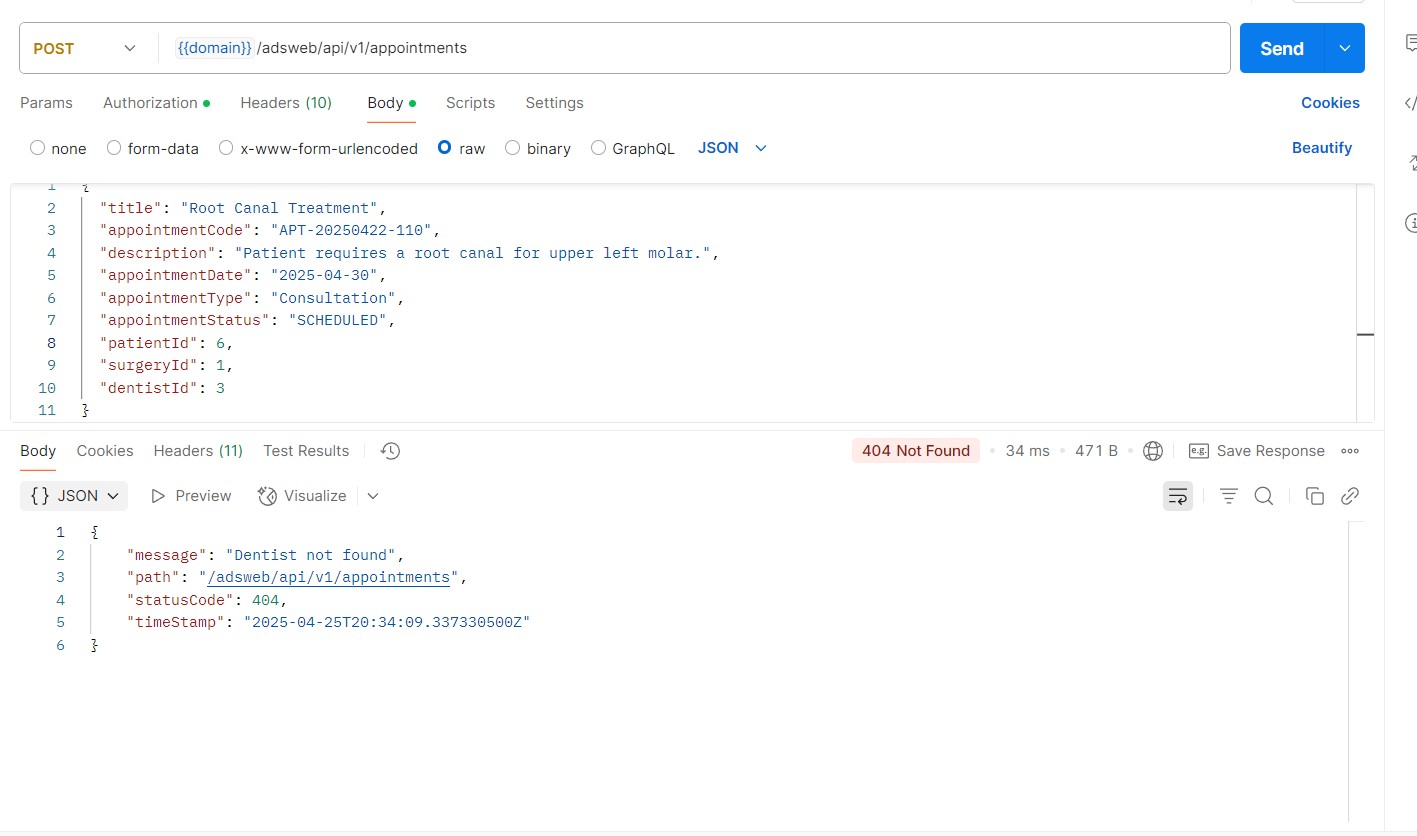 POST {{domain}}/adsweb/api/v1/appointments Send
Params Authorization Headers (10) Body Scripts Settings Cookies
none form-data x-www-form-urlencoded raw binary GraphQL JSON Beautify
1 {
2 "title": "Root Canal Treatment",
3 "appointmentCode": "APT-20250422-110",
4 "description": "Patient requires a root canal for upper left molar.",
5 "appointmentDate": "2025-04-30",
6 "appointmentType": "Consultation",
7 "appointmentStatus": "SCHEDULED",
8 "patientId": 6,
9 "surgeryId": 1,
10 "dentistId": 3
11 }
Body Cookies Headers (11) Test Results 404 Not Found • 34 ms • 471 B • e.g. Save Response
{} JSON Preview Visualize
1 {
2 "message": "Dentist not found",
3 "path": "/adsweb/api/v1/appointments",
4 "statusCode": 404,
5 "timeStamp": "2025-04-25T20:34:09.337330500Z"
6 }